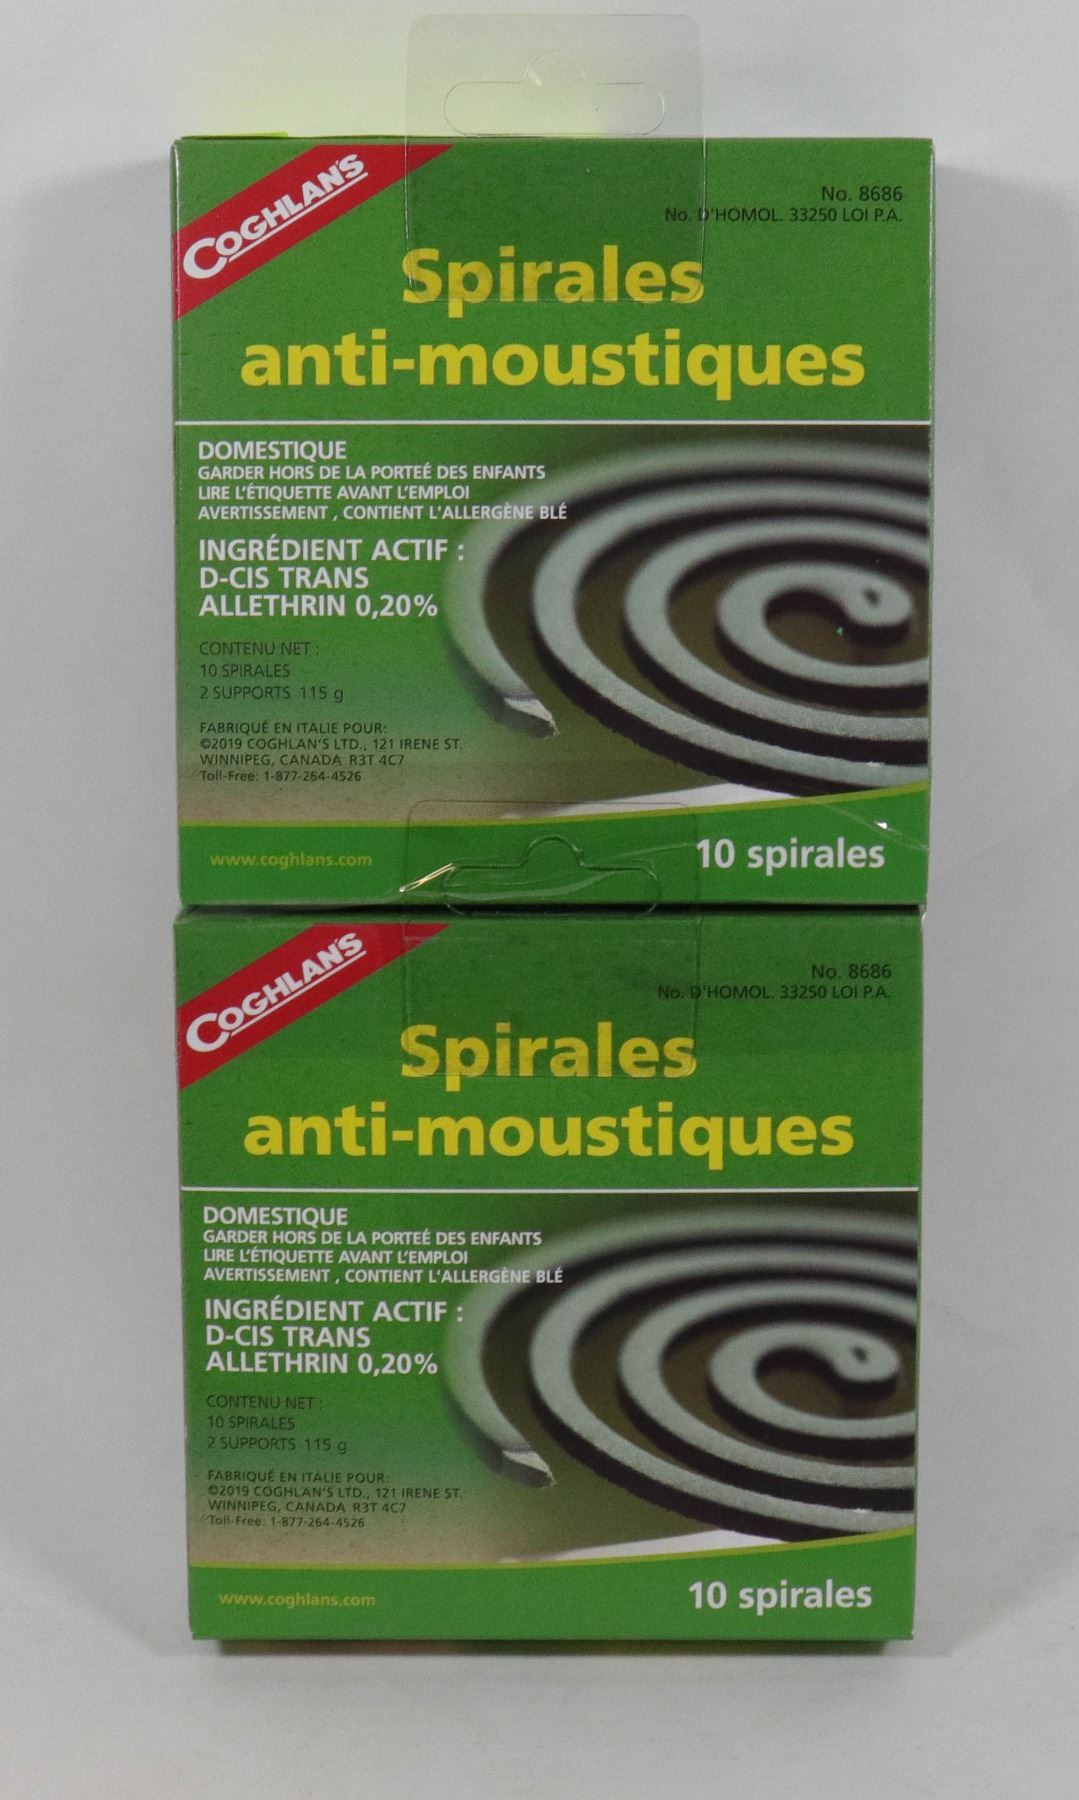 COGHLAN'S
No. 8686
No. D'HOMOL. 33250 LOI P.A.
Spirales
anti-moustiques
DOMESTIQUE
GARDER HORS DE LA PORTEÉ DES ENFANTS
LIRE L'ÉTIQUETTE AVANT L'EMPLOI
AVERTISSEMENT , CONTIENT L'ALLERGÈNE BLÉ
INGRÉDIENT ACTIF :
D-CIS TRANS
ALLETHRIN 0,20%
CONTENU NET :
10 SPIRALES
2 SUPPORTS 115 g
FABRIQUÉ EN ITALIE POUR:
©2019 COGHLAN'S LTD., 121 IRENE ST.
WINNIPEG, CANADA R3T 4C7
Toll-Free: 1-877-264-4526
www.coghlans.com
10 spirales
COGHLAN'S
No. 8686
No. D'HOMOL. 33250 LOI P.A.
Spirales
anti-moustiques
DOMESTIQUE
GARDER HORS DE LA PORTEÉ DES ENFANTS
LIRE L'ÉTIQUETTE AVANT L'EMPLOI
AVERTISSEMENT , CONTIENT L'ALLERGÈNE BLÉ
INGRÉDIENT ACTIF :
D-CIS TRANS
ALLETHRIN 0,20%
CONTENU NET :
10 SPIRALES
2 SUPPORTS 115 g
FABRIQUÉ EN ITALIE POUR:
©2019 COGHLAN'S LTD., 121 IRENE ST.
WINNIPEG, CANADA R3T 4C7
Toll-Free: 1-877-264-4526
www.coghlans.com
10 spirales